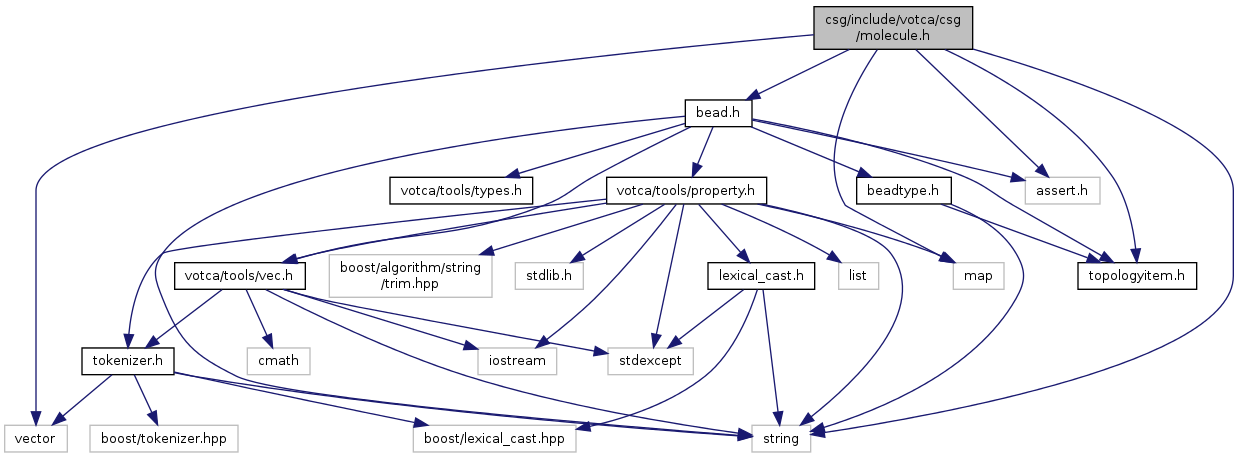 csg/include/votca/csg
/molecule.h
bead.h
votca/tools/types.h
votca/tools/property.h
beadtype.h
assert.h
votca/tools/vec.h
boost/algorithm/string
/trim.hpp
stdlib.h
lexical_cast.h
list
map
topologyitem.h
tokenizer.h
cmath
iostream
stdexcept
vector
boost/tokenizer.hpp
boost/lexical_cast.hpp
string